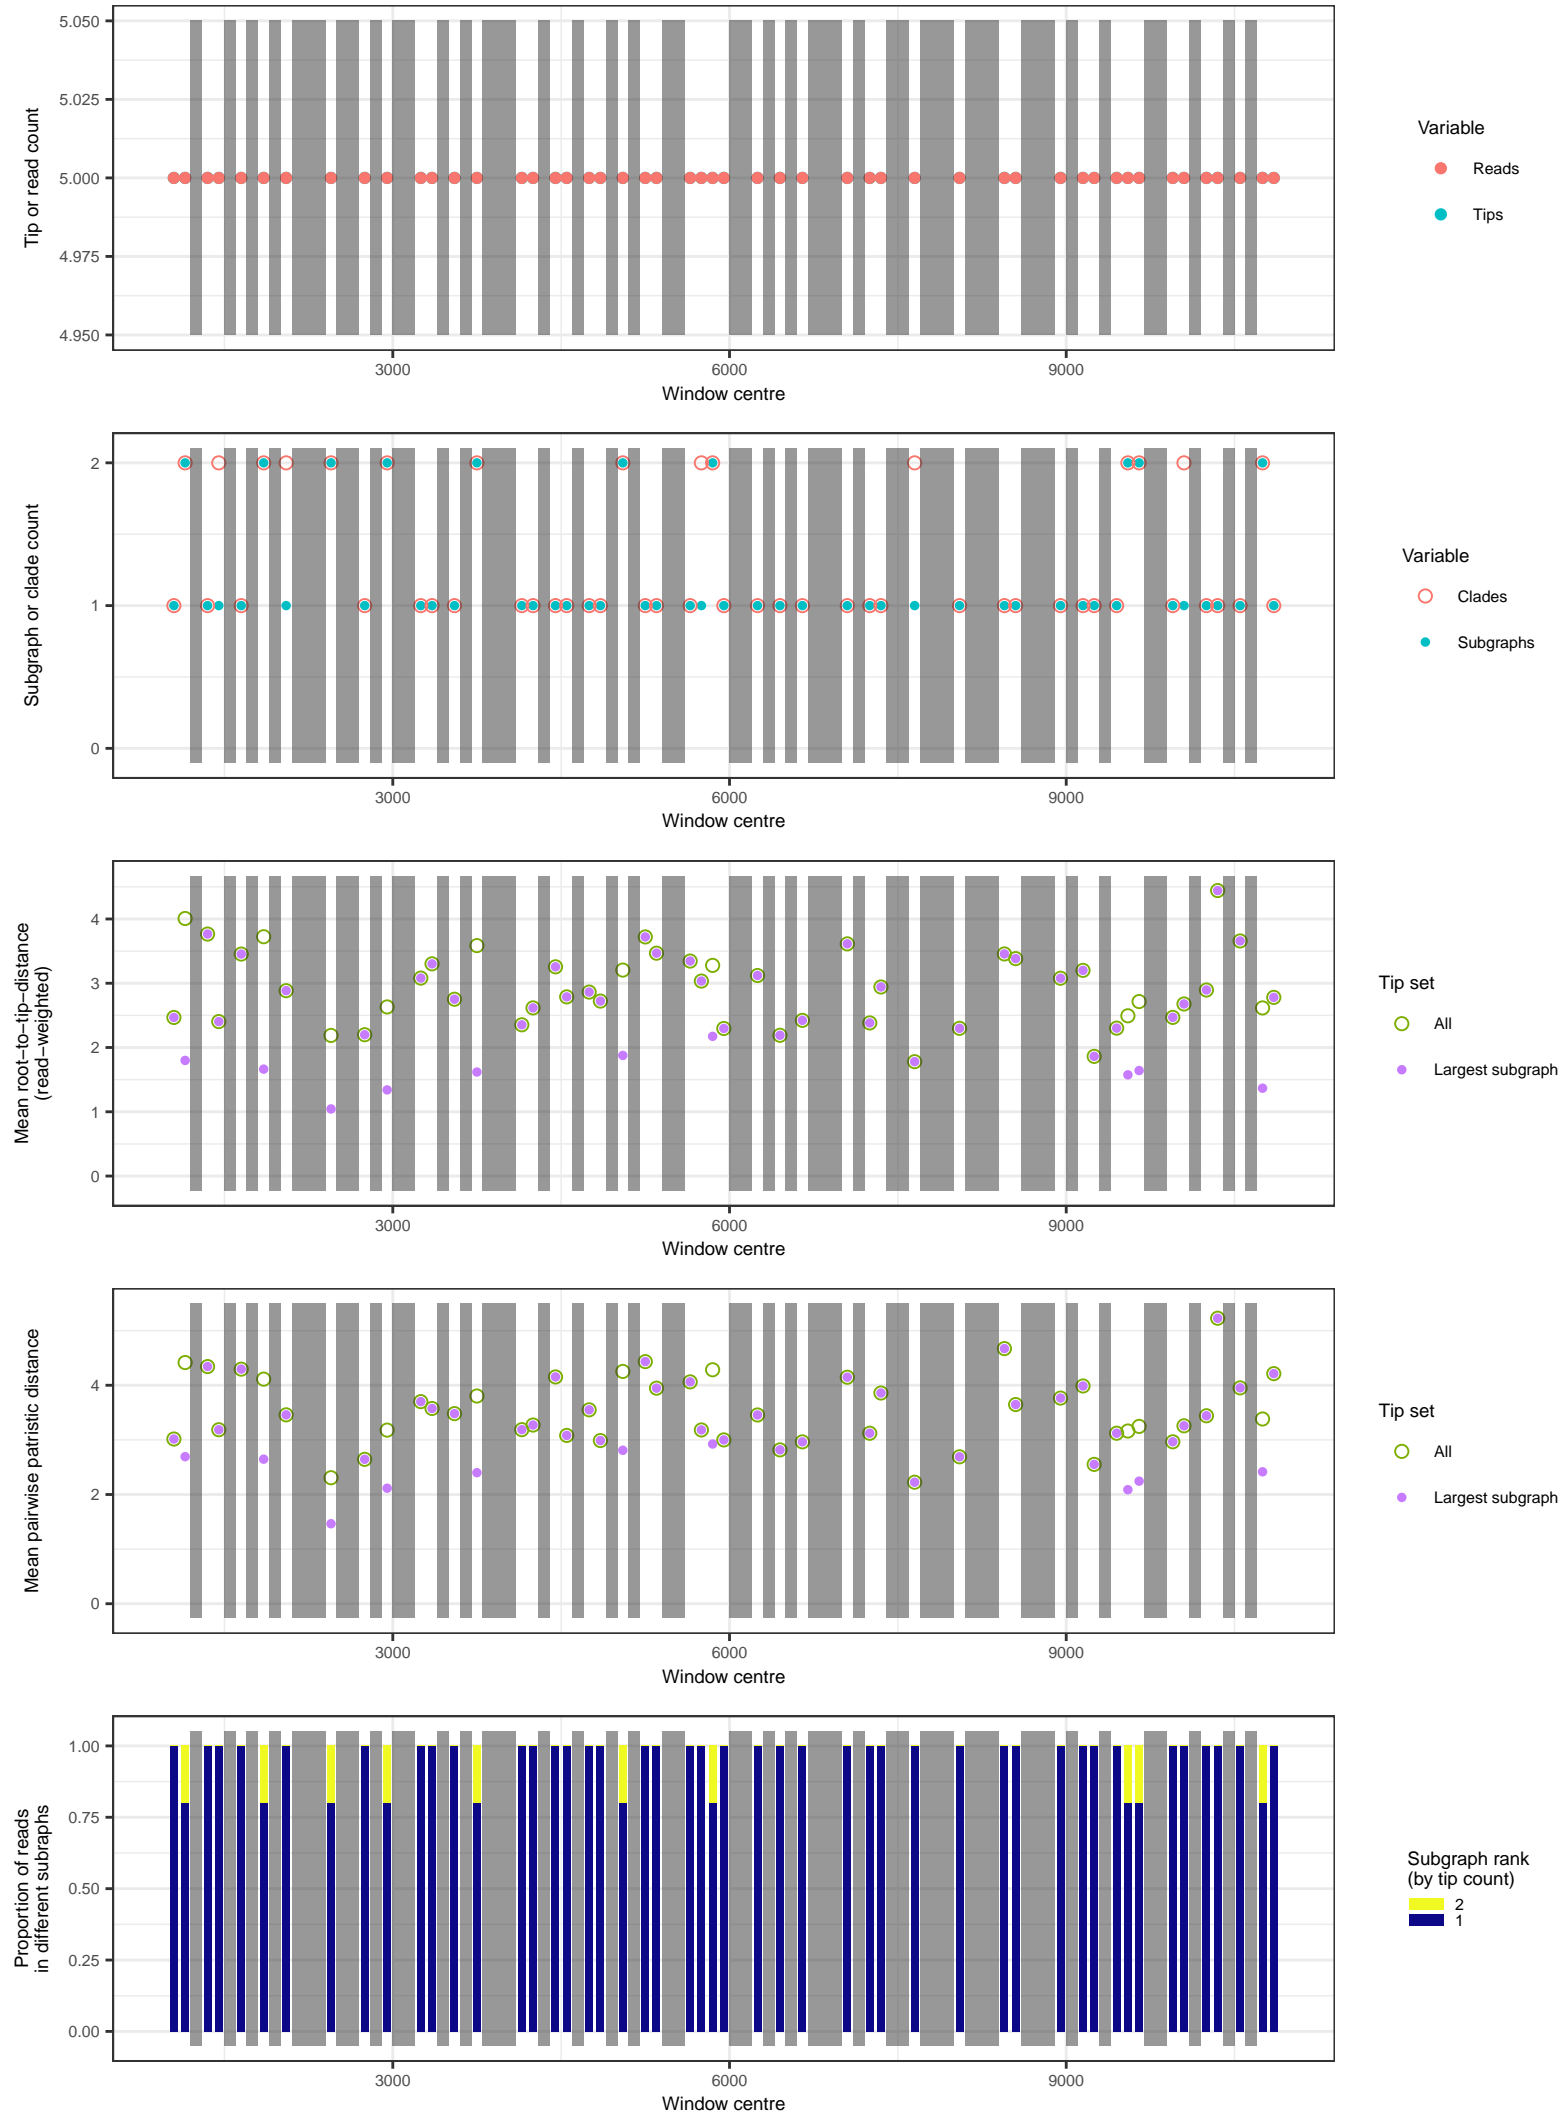 5.050
5.025
5.000
4.975
4.950
Tip or read count
3000
6000
9000
Window centre
Variable
Reads
Tips
2
1
0
Subgraph or clade count
3000
6000
9000
Window centre
Variable
Clades
Subgraphs
4
3
2
1
0
Mean root−to−tip−distance
(read−weighted)
3000
6000
9000
Window centre
Tip set
All
Largest subgraph
4
2
0
Mean pairwise patristic distance
3000
6000
9000
Window centre
Tip set
All
Largest subgraph
1.00
0.75
0.50
0.25
0.00
Proportion of reads
in different subraphs
3000
6000
9000
Window centre
Subgraph rank
(by tip count)
2
1